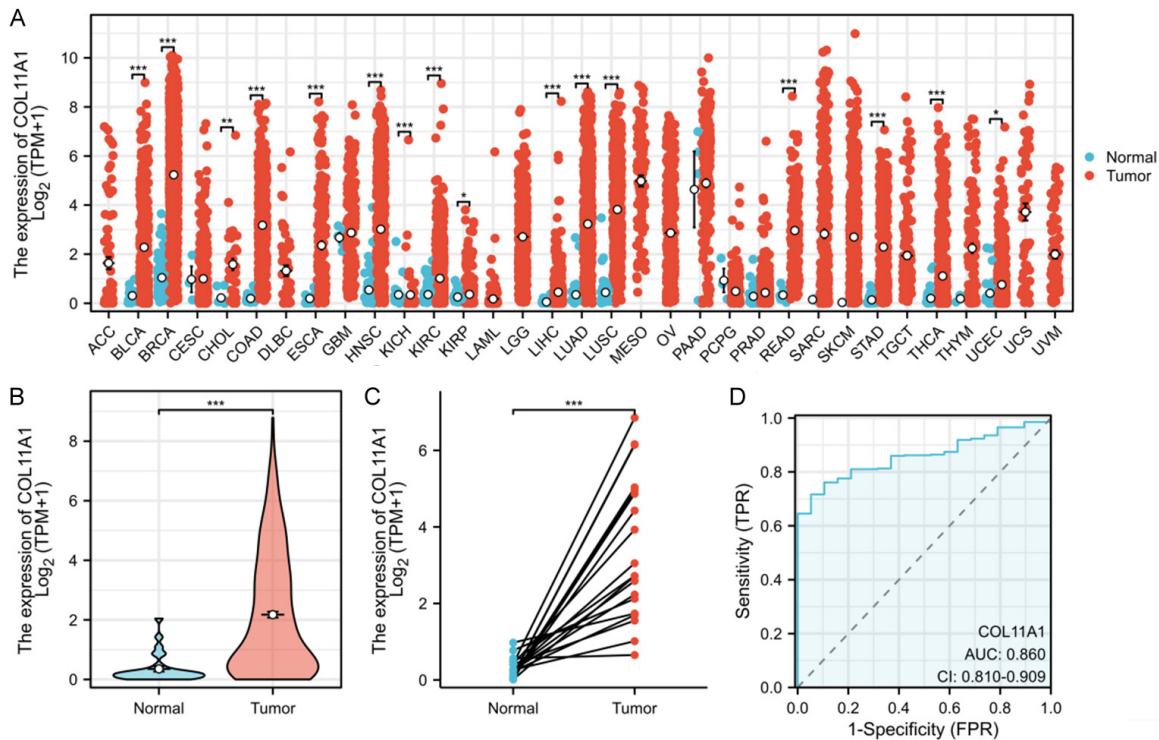 A
The expression of COL11A1
Log2 (TPM+1)
10
8
6
4
2
0
*** *** ** *** *** *** *** *** * *** *** *** *** *** *** *
Normal
Tumor
ACC BLCA BRCA CESC CHOL COAD DLBC ESCA GBM HNSC KICH KIRC KIRP LAML LGG LIHC LUAD LUSC MESO OV PAAD PCPG PRAD READ SARC SKCM STAD TGCT THCA THYM UCEC UCS UVM
B
The expression of COL11A1
Log2 (TPM+1)
***
8
6
4
2
0
Normal Tumor
C
The expression of COL11A1
Log2 (TPM+1)
***
6
4
2
0
Normal Tumor
D
Sensitivity (TPR)
1.0
0.8
0.6
0.4
0.2
0.0
COL11A1
AUC: 0.860
CI: 0.810-0.909
0.0 0.2 0.4 0.6 0.8 1.0
1-Specificity (FPR)